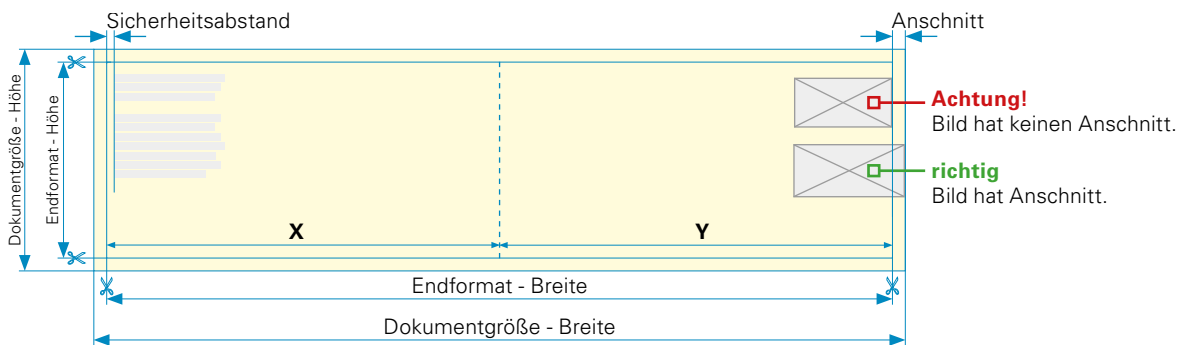 Sicherheitsabstand
Anschnitt
Dokumentgröße - Höhe
Endformat - Höhe
Achtung!
Bild hat keinen Anschnitt.
richtig
Bild hat Anschnitt.
X
Y
Endformat - Breite
Dokumentgröße - Breite